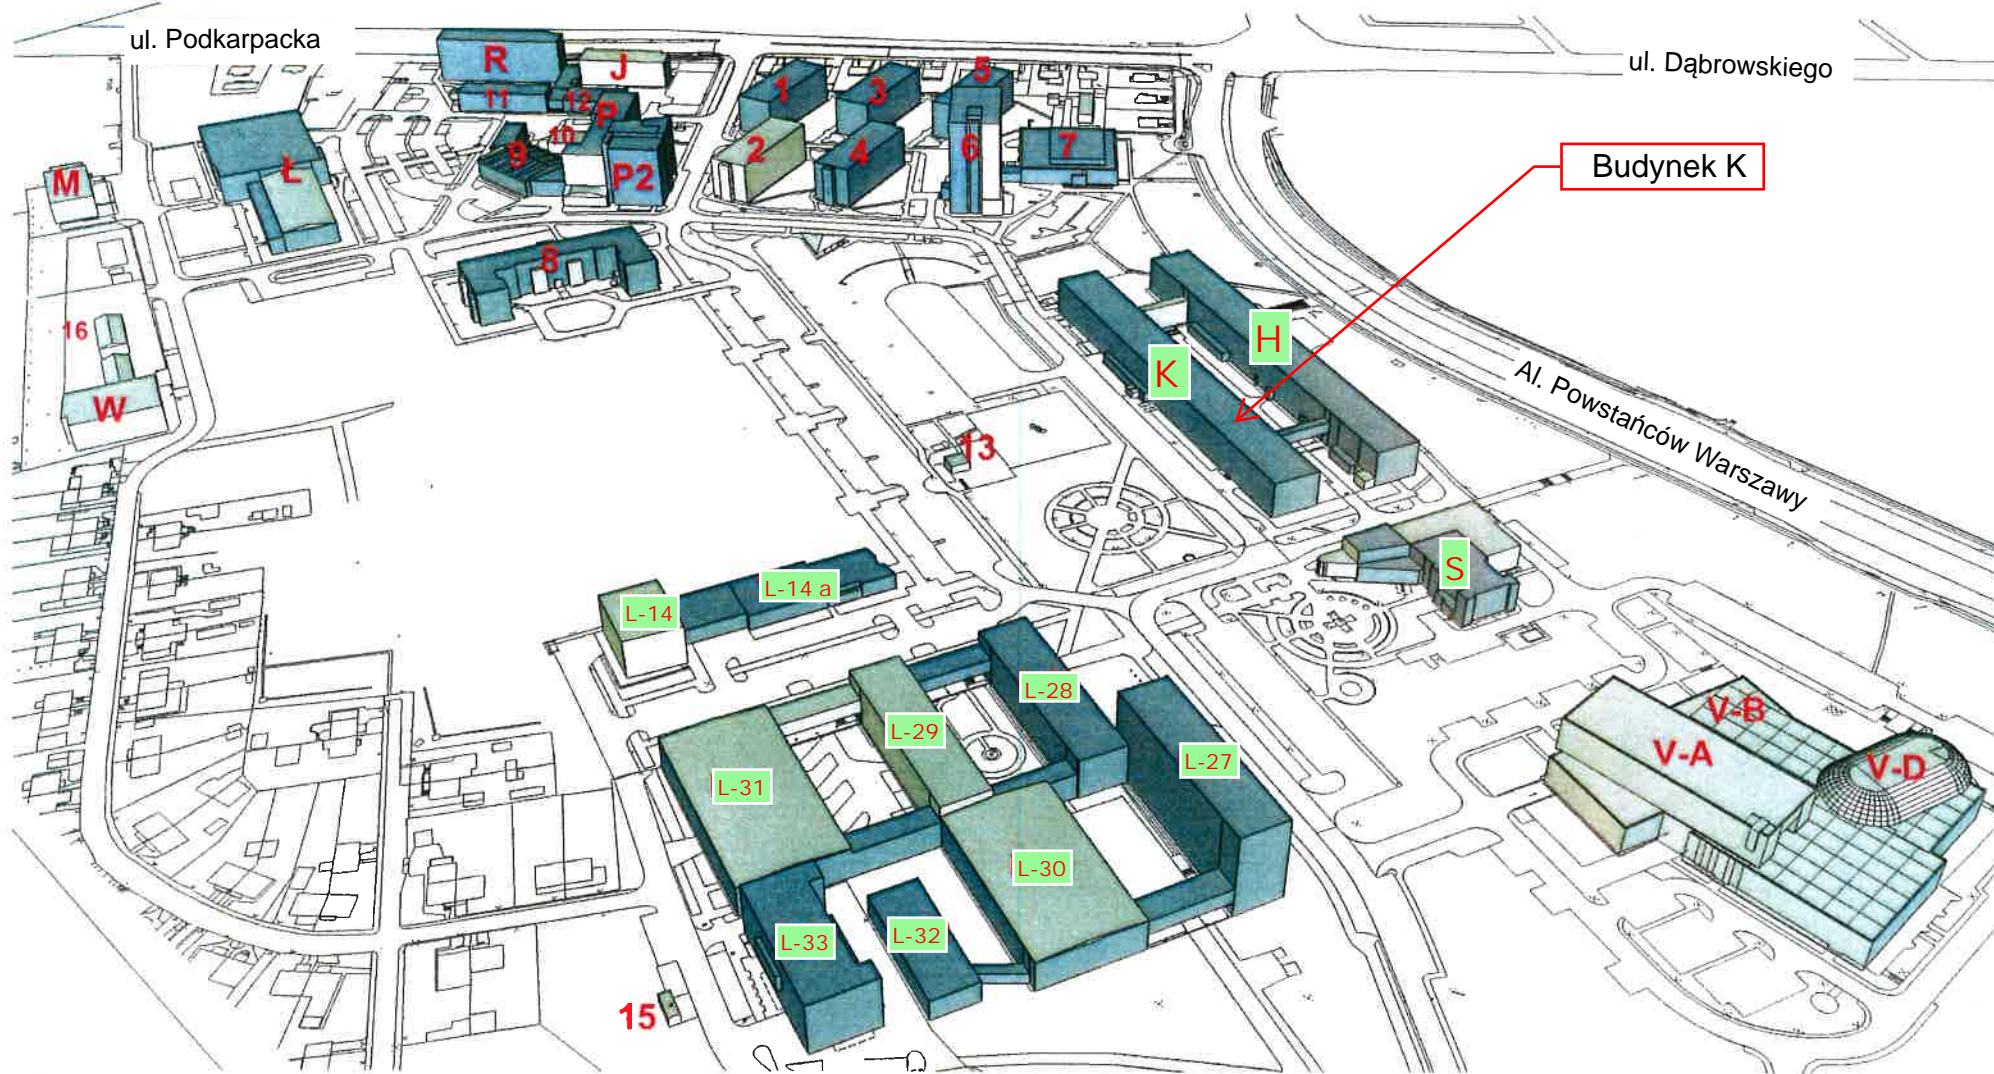 ul. Podkarpacka
ul. Dąbrowskiego
R
J
11
12
P
10
9
P2
1
3
5
2
4
6
7
Budynek K
M
Ł
8
16
W
H
K
Al. Powstańców Warszawy
13
S
L-14
L-14 a
L-28
L-29
L-27
L-31
L-30
L-33
L-32
15
V-B
V-A
V-D